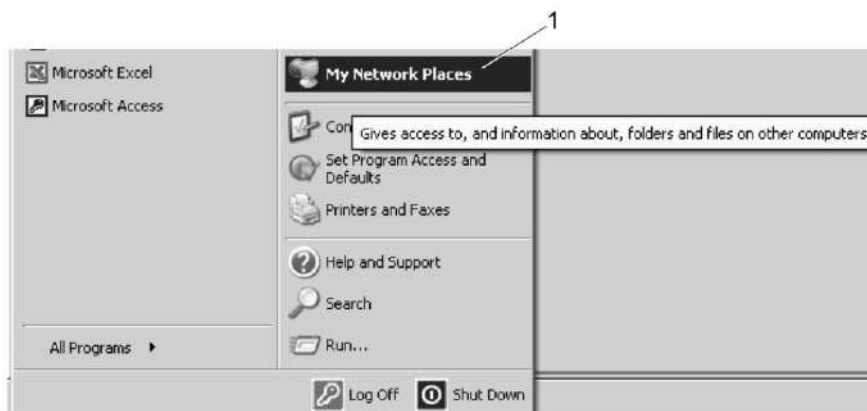 1
Microsoft Excel
Microsoft Access
My Network Places
Con
Gives access to, and information about, folders and files on other computers
Set Program Access and
Defaults
Printers and Faxes
Help and Support
Search
Run...
All Programs
Log Off
Shut Down